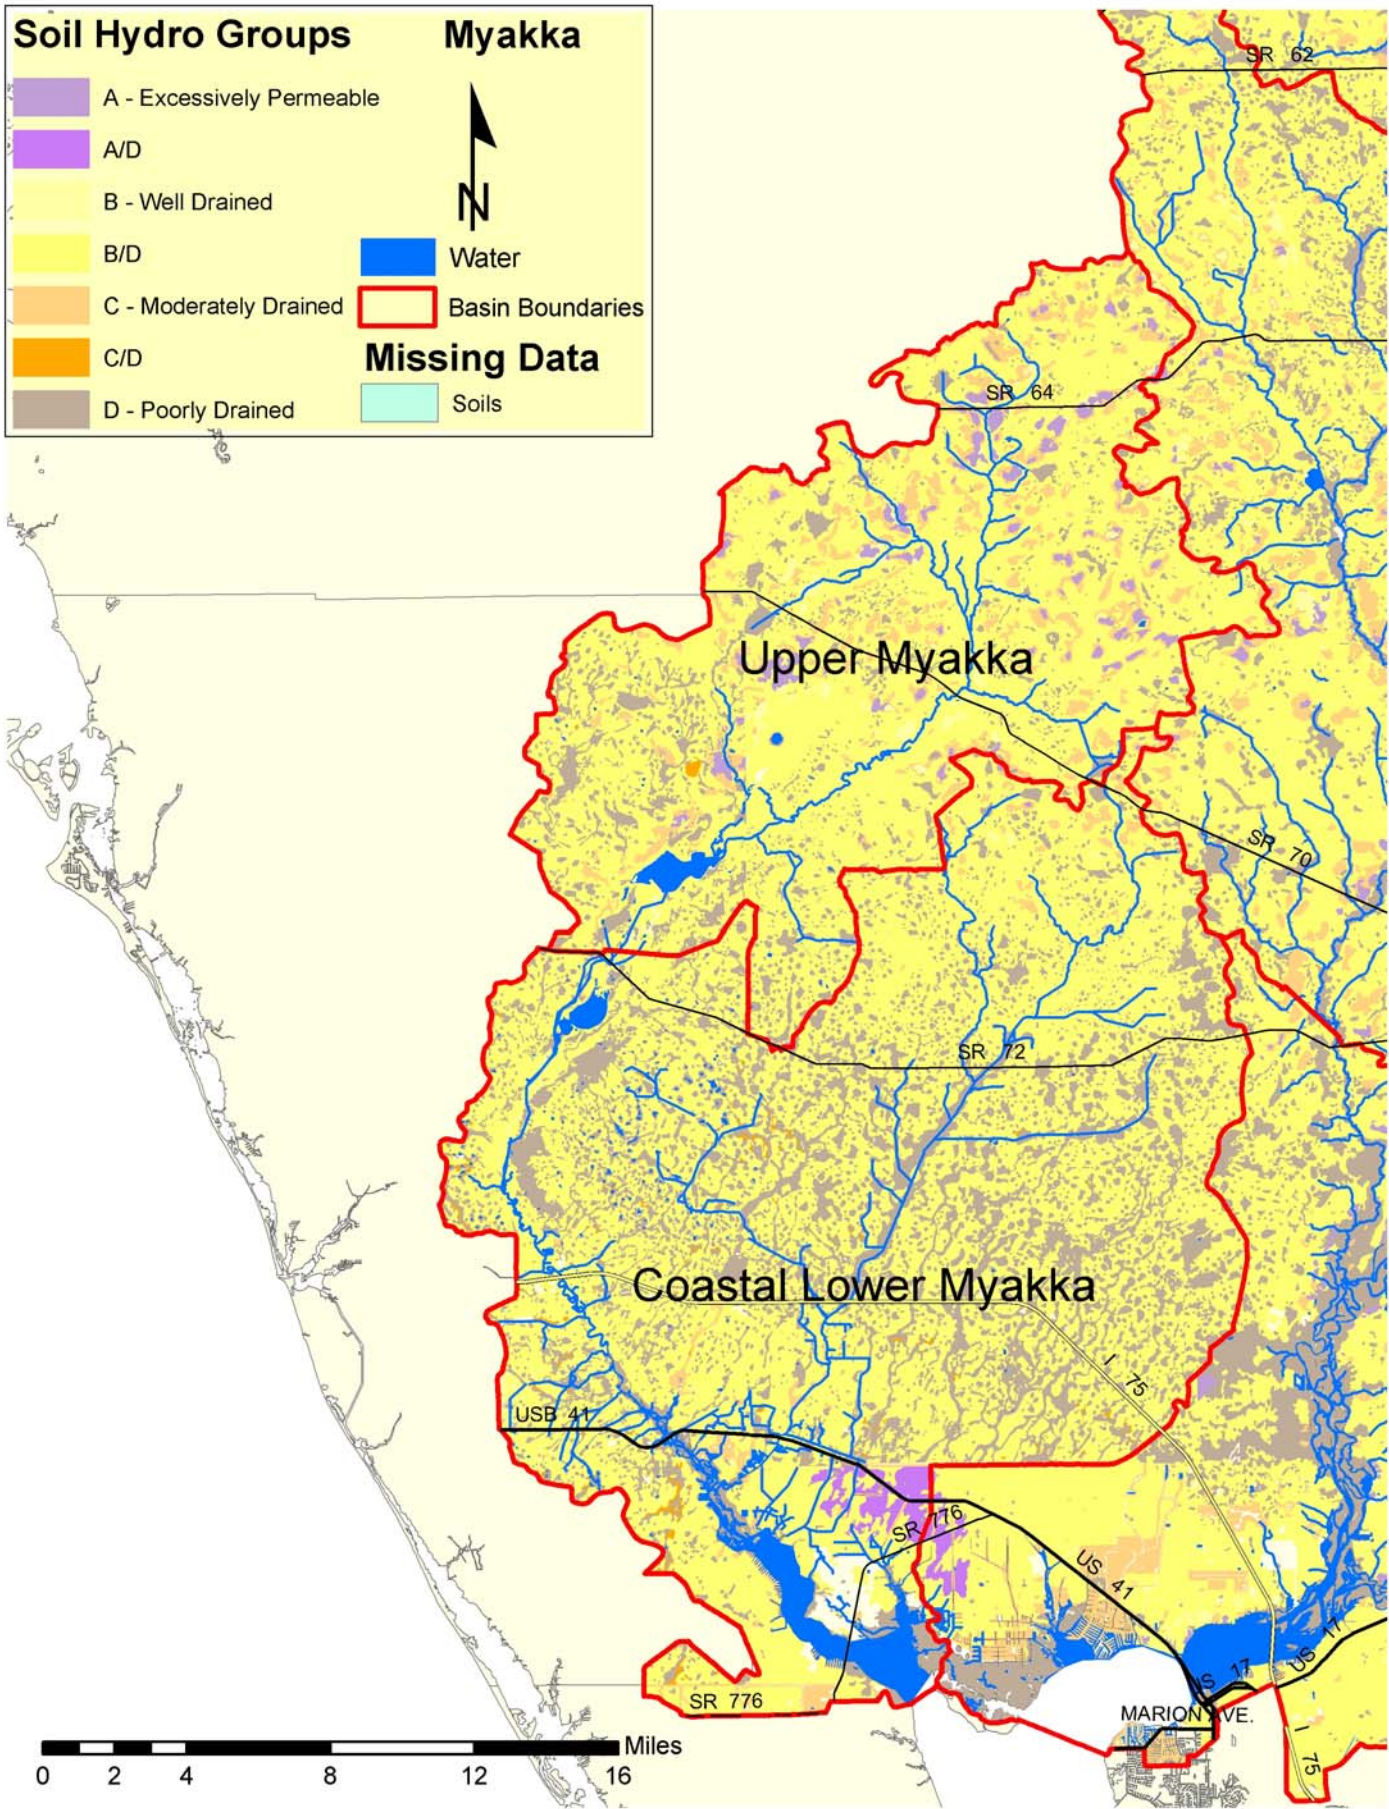 Soil Hydro Groups
Myakka
A - Excessively Permeable
A/D
B - Well Drained
B/D
C - Moderately Drained
C/D
D - Poorly Drained
N
Water
Basin Boundaries
Missing Data
Soils
SR 62
SR 64
Upper Myakka
SR 70
SR 72
Coastal Lower Myakka
I 75
USB 41
SR 776
US 41
US 17
US 17
MARION AVE.
SR 776
I 75
Miles
0 2 4 8 12 16